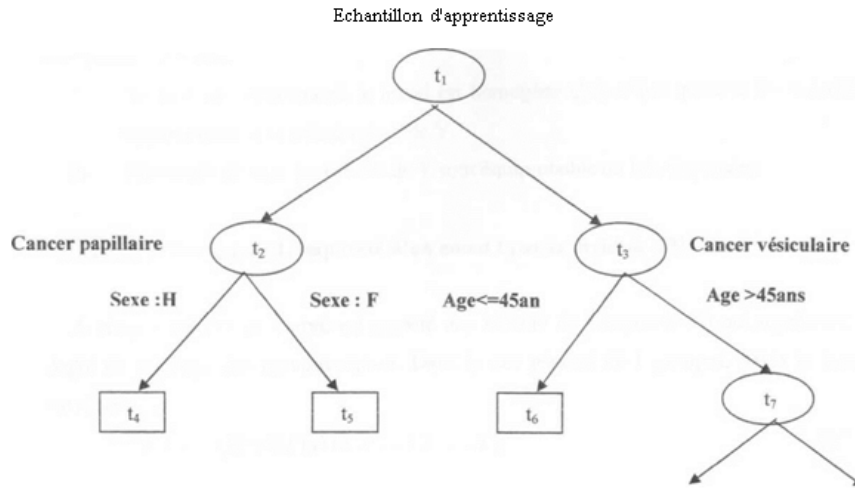 Echantillon d'apprentissage
t1
Cancer papillaire
t2
t3
Cancer vésiculaire
Sexe :H
Sexe : F
Age<=45an
Age >45ans
t4
t5
t6
t7